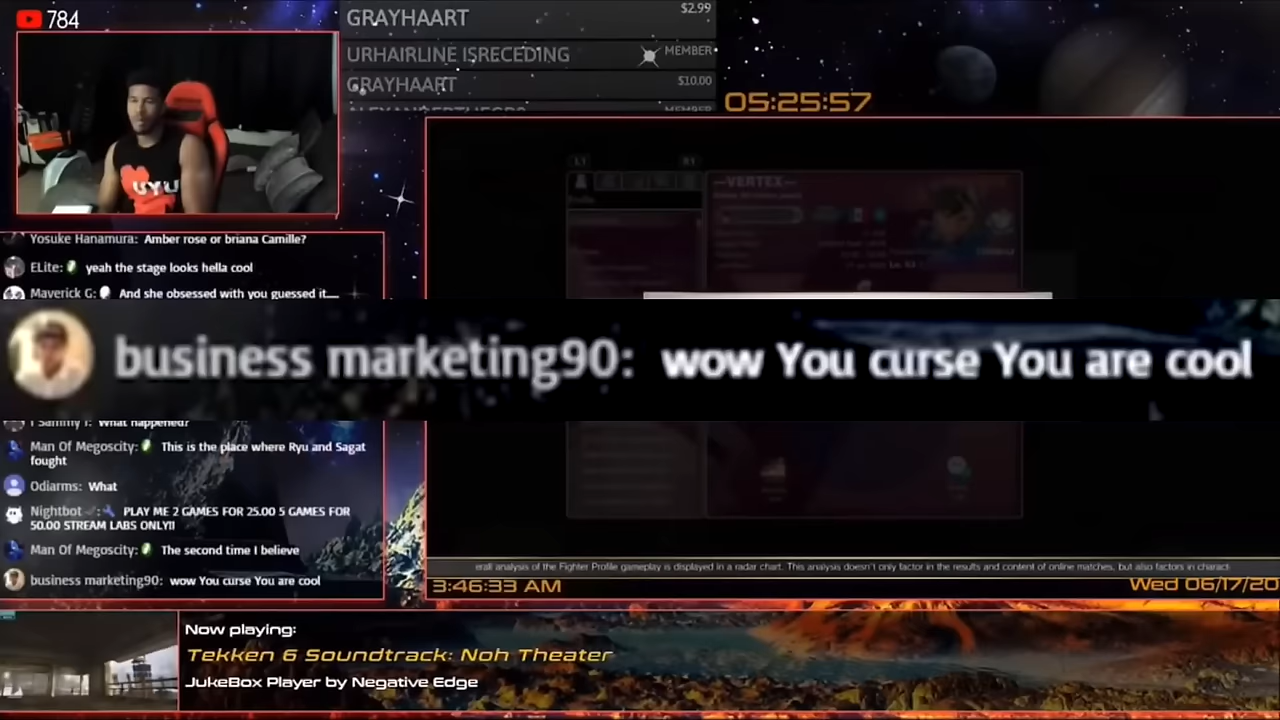 784
GRAYHAART
$2.99
URHAIRLINE ISRECEDING
MEMBER
GRAYHAART
$10.00
MEMBER
05:25:57
UYU
Yosuke Hanamura: Amber rose or briana Camille?
ELite: yeah the stage looks hella cool
Maverick G: And she obsessed with you guessed it....
L1
R1
VERTEX
business marketing90: wow You curse You are cool
What happened?
Man Of Megoscity: This is the place where Ryu and Sagat
fought
Odiarms: What
Nightbot: PLAY ME 2 GAMES FOR 25.00 5 GAMES FOR
50.00 STREAM LABS ONLY!!
Man Of Megoscity: The second time I believe
business marketing90: wow You curse You are cool
erall analysis of the Fighter Profile gameplay is displayed in a radar chart. This analysis doesn't only factor in the results and content of online matches, but also factors in charact
3:46:33 AM
Wed 06/17/20
Now playing:
Tekken 6 Soundtrack: Noh Theater
JukeBox Player by Negative Edge